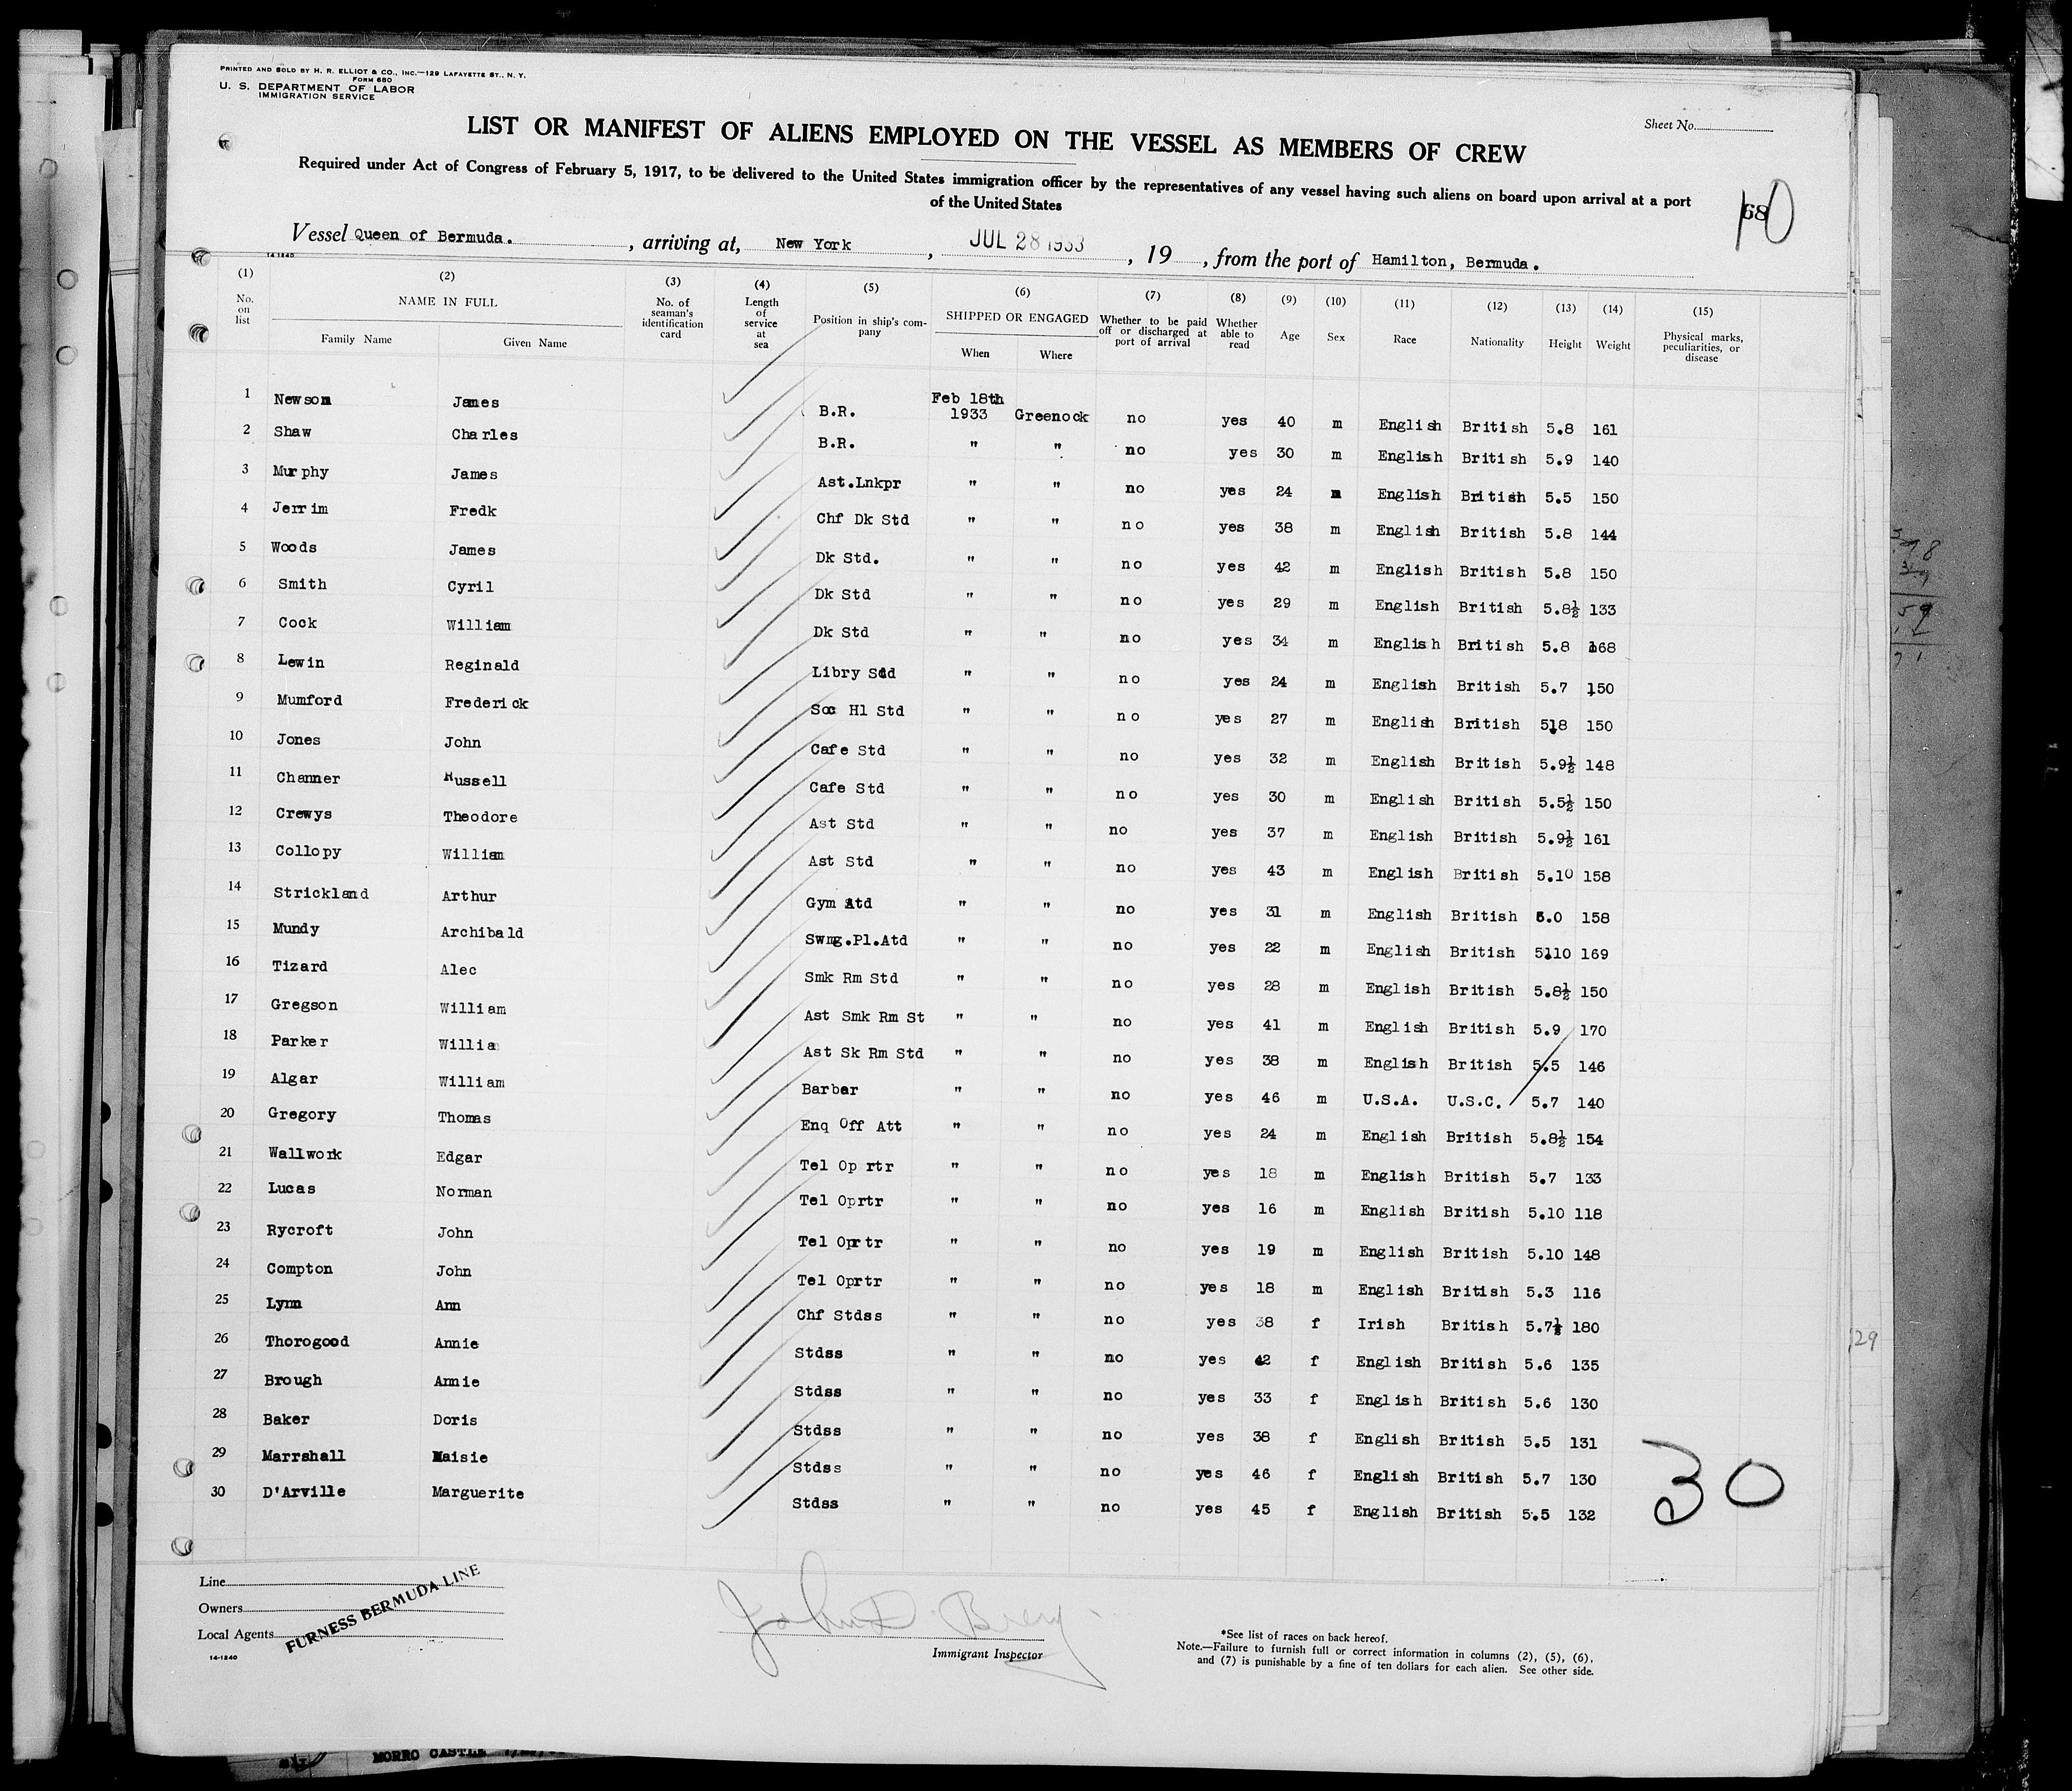 PRINTED AND SOLD BY H. R. ELLIOT & CO., INC.—129 LAFAYETTE ST., N. Y.
FORM 680
U. S. DEPARTMENT OF LABOR
IMMIGRATION SERVICE
Sheet No.
LIST OR MANIFEST OF ALIENS EMPLOYED ON THE VESSEL AS MEMBERS OF CREW
Required under Act of Congress of February 5, 1917, to be delivered to the United States immigration officer by the representatives of any vessel having such aliens on board upon arrival at a port
of the United States
68
10
Vessel Queen of Bermuda. , arriving at, New York , JUL 28 1933 , 19 , from the port of Hamilton, Bermuda.
14-1240
(1) (2) (3) (4) (5) (6) (7) (8) (9) (10) (11) (12) (13) (14) (15)
No. on list NAME IN FULL Family Name Given Name No. of seaman's identification card Length of service at sea Position in ship's company SHIPPED OR ENGAGED When Where Whether to be paid off or discharged at port of arrival Whether able to read Age Sex Race Nationality Height Weight Physical marks, peculiarities, or disease
1 Newson James B.R. Feb 18th 1933 Greenock no yes 40 m English British 5.8 161
2 Shaw Charles B.R. " " no yes 30 m English British 5.9 140
3 Murphy James Ast.Lnkpr " " no yes 24 m English British 5.5 150
4 Jerrim Fredk Chf Dk Std " " no yes 38 m English British 5.8 144
5 Woods James Dk Std. " " no yes 42 m English British 5.8 150
6 Smith Cyril Dk Std " " no yes 29 m English British 5.8½ 133
7 Cock William Dk Std " " no yes 34 m English British 5.8 168
8 Lewin Reginald Libry Std " " no yes 24 m English British 5.7 150
9 Mumford Frederick Soc Hl Std " " no yes 27 m English British 5.8 150
10 Jones John Cafe Std " " no yes 32 m English British 5.9½ 148
11 Channer Russell Cafe Std " " no yes 30 m English British 5.5½ 150
12 Crewys Theodore Ast Std " " no yes 37 m English British 5.9½ 161
13 Collopy William Ast Std " " no yes 43 m English British 5.10 158
14 Strickland Arthur Gym Atd " " no yes 31 m English British 6.0 158
15 Mundy Archibald Swmg.Pl.Atd " " no yes 22 m English British 5.10 169
16 Tizard Alec Smk Rm Std " " no yes 28 m English British 5.8½ 150
17 Gregson William Ast Smk Rm St " " no yes 41 m English British 5.9 170
18 Parker Willia Ast Sk Rm Std " " no yes 38 m English British 5.5 146
19 Algar William Barber " " no yes 46 m U.S.A. U.S.C. 5.7 140
20 Gregory Thomas Enq Off Att " " no yes 24 m English British 5.8½ 154
21 Wallwork Edgar Tel Oprtr " " no yes 18 m English British 5.7 133
22 Lucas Norman Tel Oprtr " " no yes 16 m English British 5.10 118
23 Rycroft John Tel Oprtr " " no yes 19 m English British 5.10 148
24 Compton John Tel Oprtr " " no yes 18 m English British 5.3 116
25 Lynn Ann Chf Stdss " " no yes 38 f Irish British 5.7½ 180
26 Thorogood Annie Stdss " " no yes 42 f English British 5.6 135
27 Brough Annie Stdss " " no yes 33 f English British 5.6 130
28 Baker Doris Stdss " " no yes 38 f English British 5.5 131
29 Marrshall Maisie Stdss " " no yes 46 f English British 5.7 130
30 D'Arville Marguerite Stdss " " no yes 45 f English British 5.5 132
30
129
Line
Owners
Local Agents
FURNESS BERMUDA LINE
14-1240
John D. Brey
Immigrant Inspector
*See list of races on back hereof.
Note.—Failure to furnish full or correct information in columns (2), (5), (6),
and (7) is punishable by a fine of ten dollars for each alien. See other side.
MORRO CASTLE